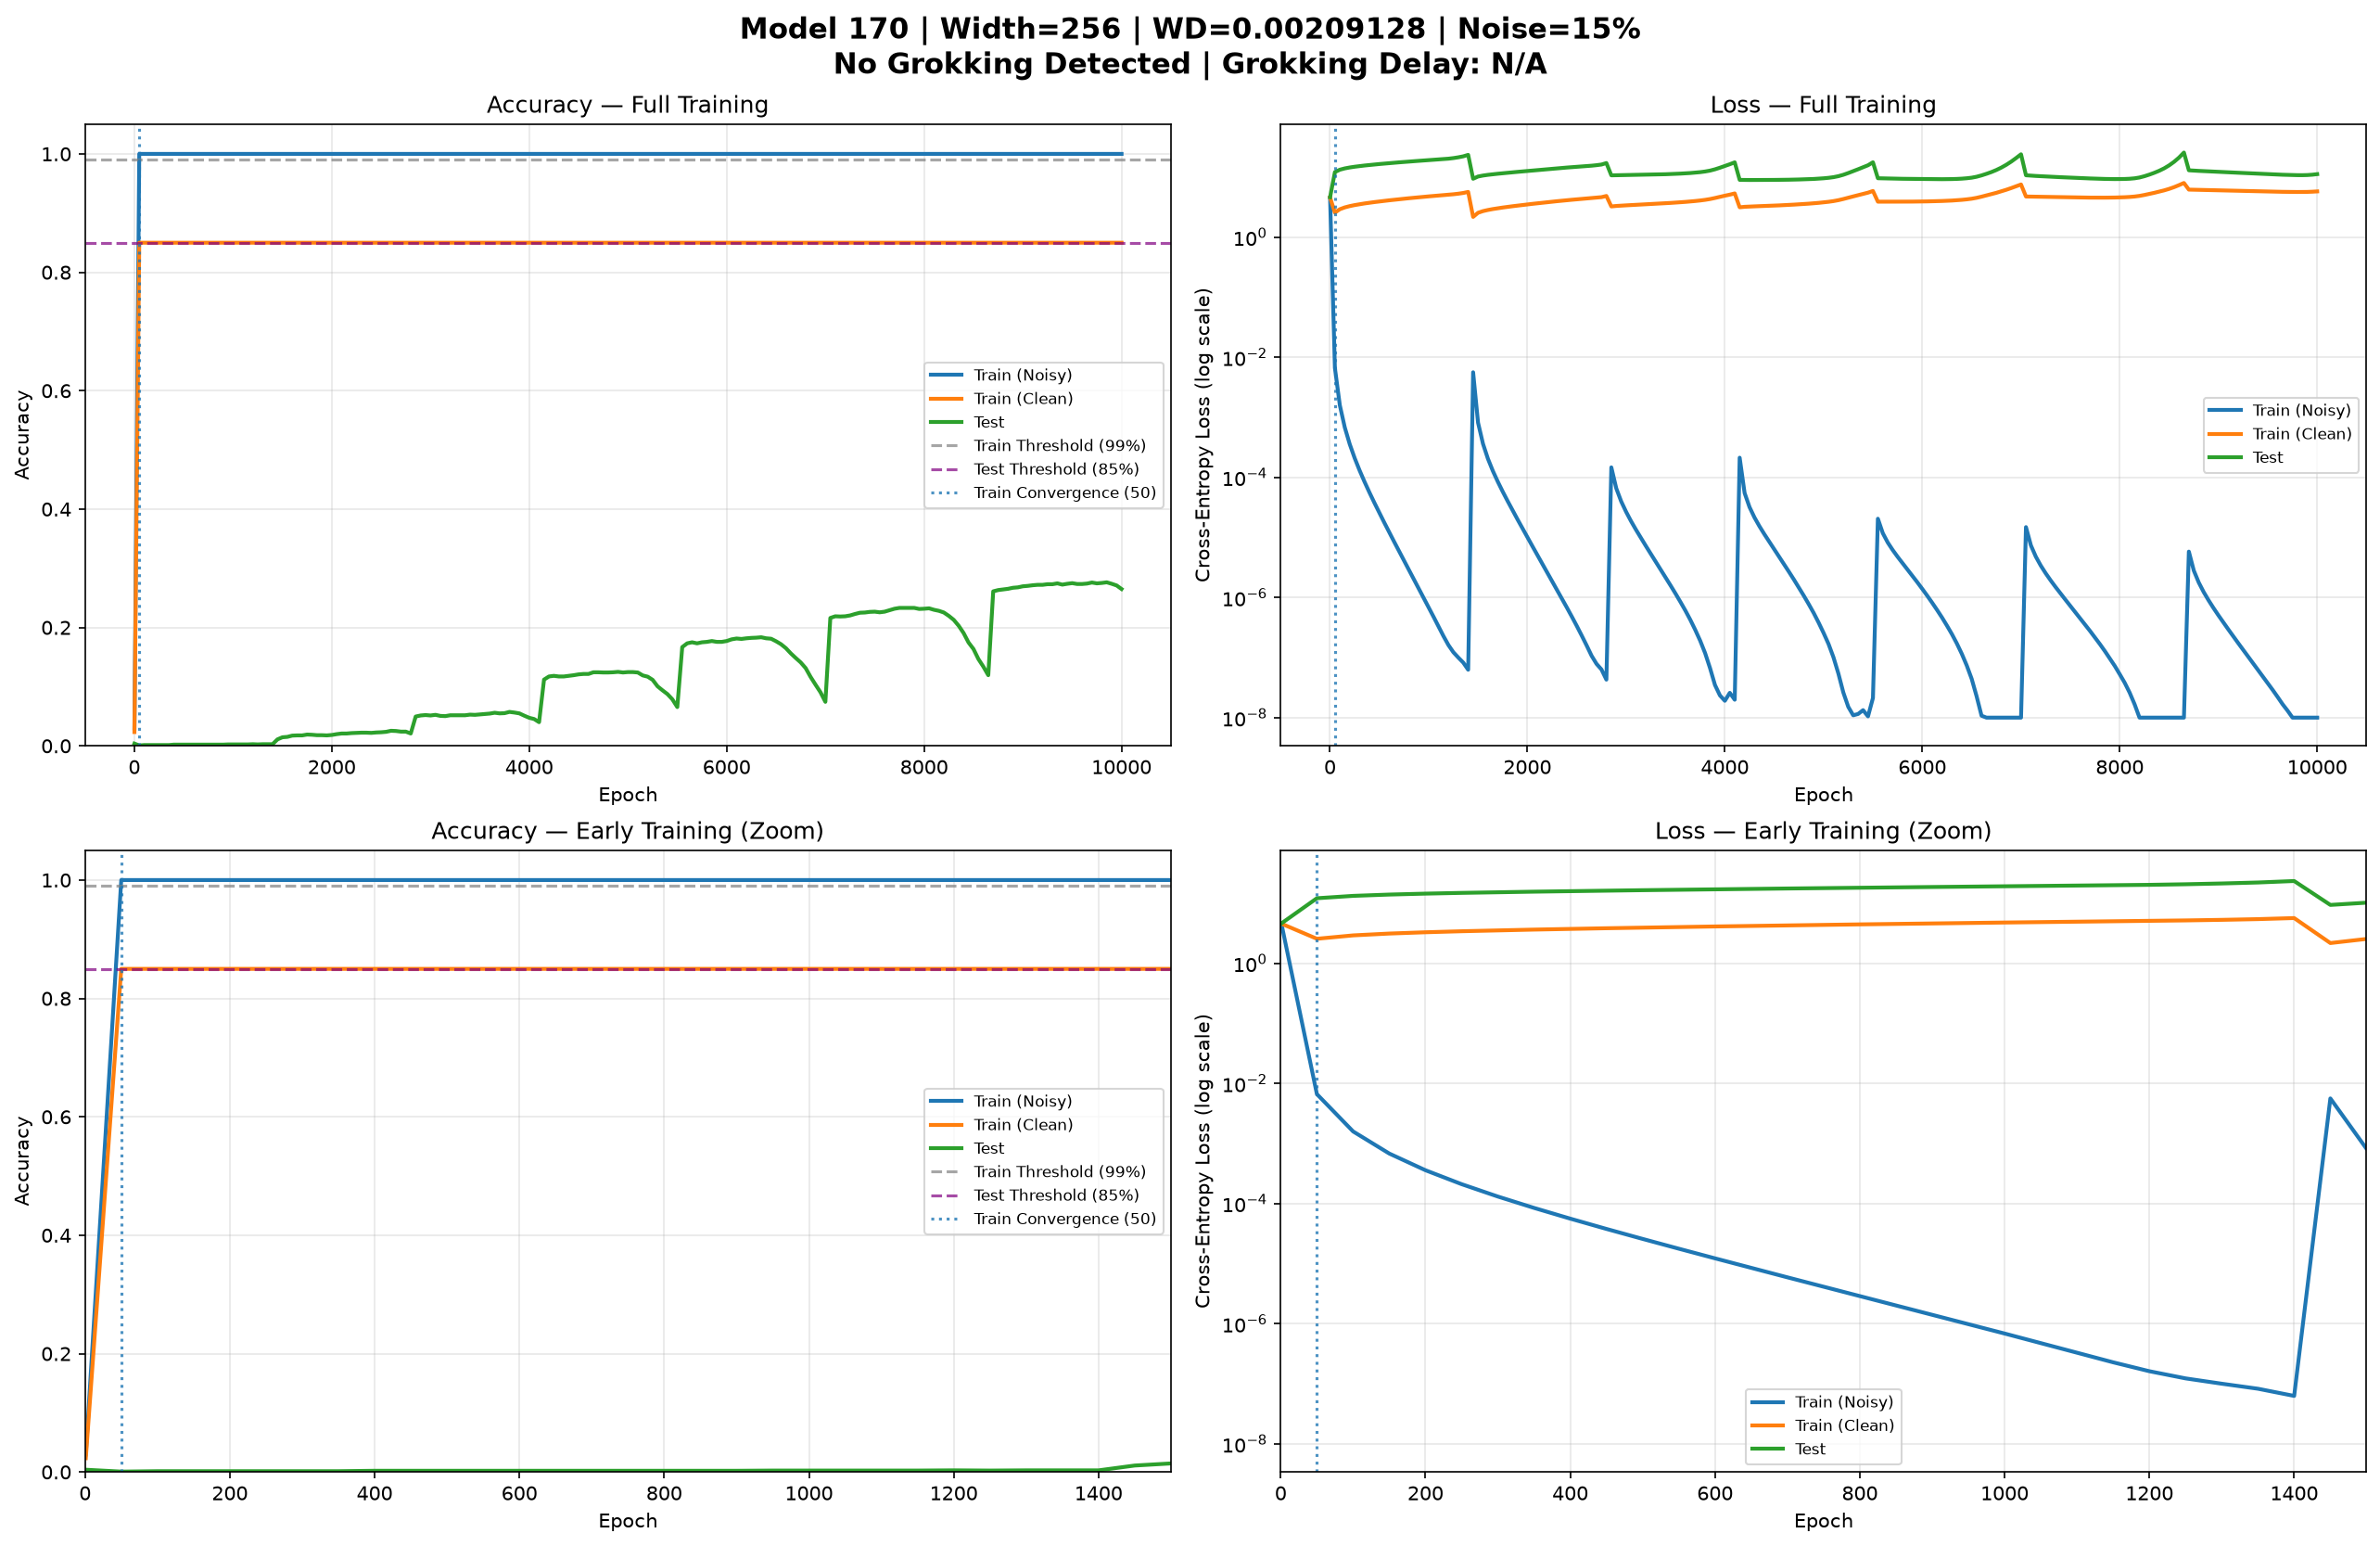 Model 170 | Width=256 | WD=0.00209128 | Noise=15%
No Grokking Detected | Grokking Delay: N/A
Accuracy — Full Training
Accuracy
1.0
0.8
0.6
0.4
0.2
0.0
Train (Noisy)
Train (Clean)
Test
Train Threshold (99%)
Test Threshold (85%)
Train Convergence (50)
0 2000 4000 6000 8000 10000
Epoch
Loss — Full Training
Cross-Entropy Loss (log scale)
10⁰
10⁻²
10⁻⁴
10⁻⁶
10⁻⁸
Train (Noisy)
Train (Clean)
Test
0 2000 4000 6000 8000 10000
Epoch
Accuracy — Early Training (Zoom)
Accuracy
1.0
0.8
0.6
0.4
0.2
0.0
Train (Noisy)
Train (Clean)
Test
Train Threshold (99%)
Test Threshold (85%)
Train Convergence (50)
0 200 400 600 800 1000 1200 1400
Epoch
Loss — Early Training (Zoom)
Cross-Entropy Loss (log scale)
10⁰
10⁻²
10⁻⁴
10⁻⁶
10⁻⁸
Train (Noisy)
Train (Clean)
Test
0 200 400 600 800 1000 1200 1400
Epoch